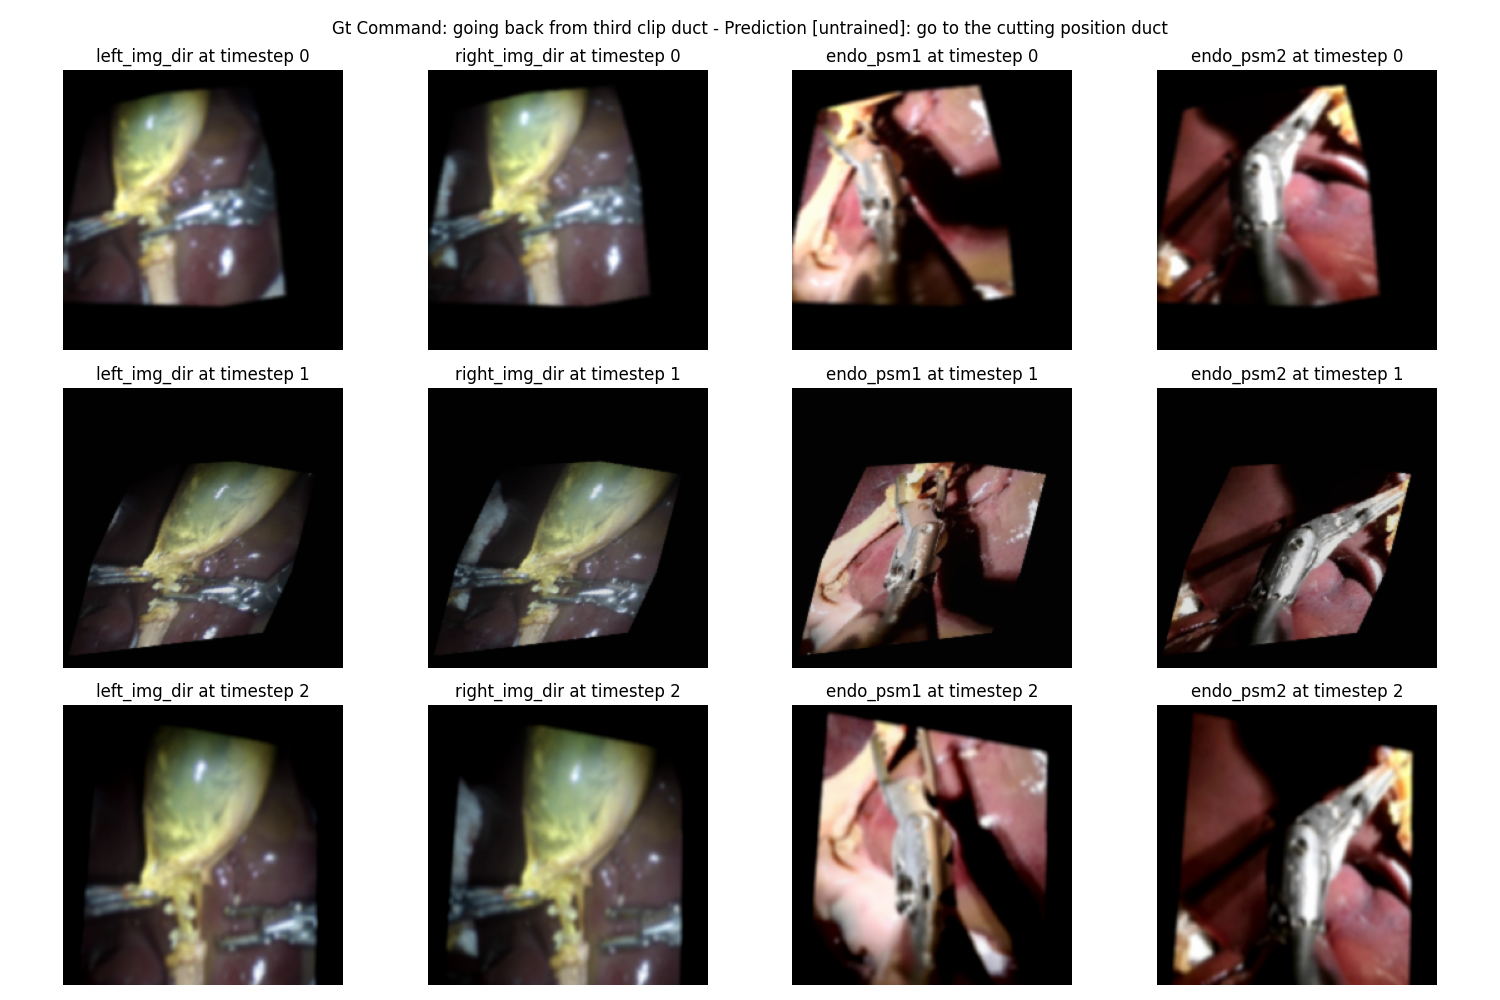 Gt Command: going back from third clip duct - Prediction [untrained]: go to the cutting position duct
left_img_dir at timestep 0
right_img_dir at timestep 0
endo_psm1 at timestep 0
endo_psm2 at timestep 0
left_img_dir at timestep 1
right_img_dir at timestep 1
endo_psm1 at timestep 1
endo_psm2 at timestep 1
left_img_dir at timestep 2
right_img_dir at timestep 2
endo_psm1 at timestep 2
endo_psm2 at timestep 2